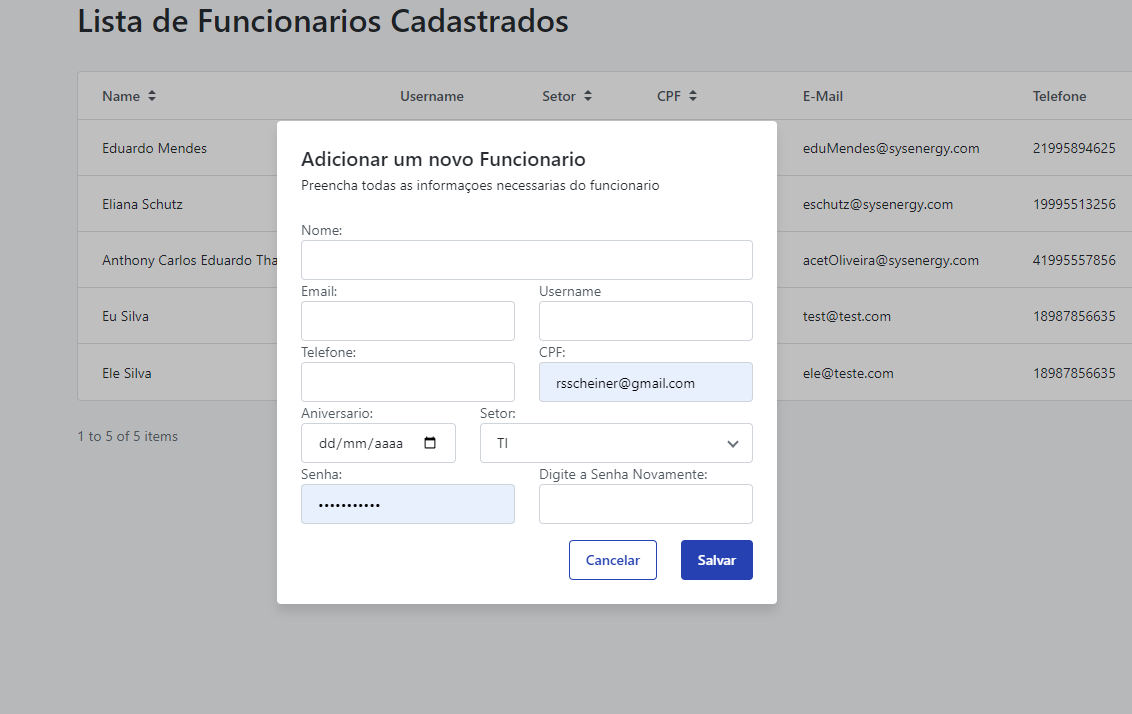 Lista de Funcionarios Cadastrados
Name Username Setor CPF E-Mail Telefone
Eduardo Mendes eduMendes@sysenergy.com 21995894625
Eliana Schutz eschutz@sysenergy.com 19995513256
Anthony Carlos Eduardo Tha acetOliveira@sysenergy.com 41995557856
Eu Silva test@test.com 18987856635
Ele Silva ele@teste.com 18987856635
1 to 5 of 5 items
Adicionar um novo Funcionario
Preencha todas as informaçoes necessarias do funcionario
Nome:
Email: Username
Telefone: CPF:
rsscheiner@gmail.com
Aniversario: Setor:
dd/mm/aaaa TI
Senha: Digite a Senha Novamente:
•••••••••••
Cancelar Salvar